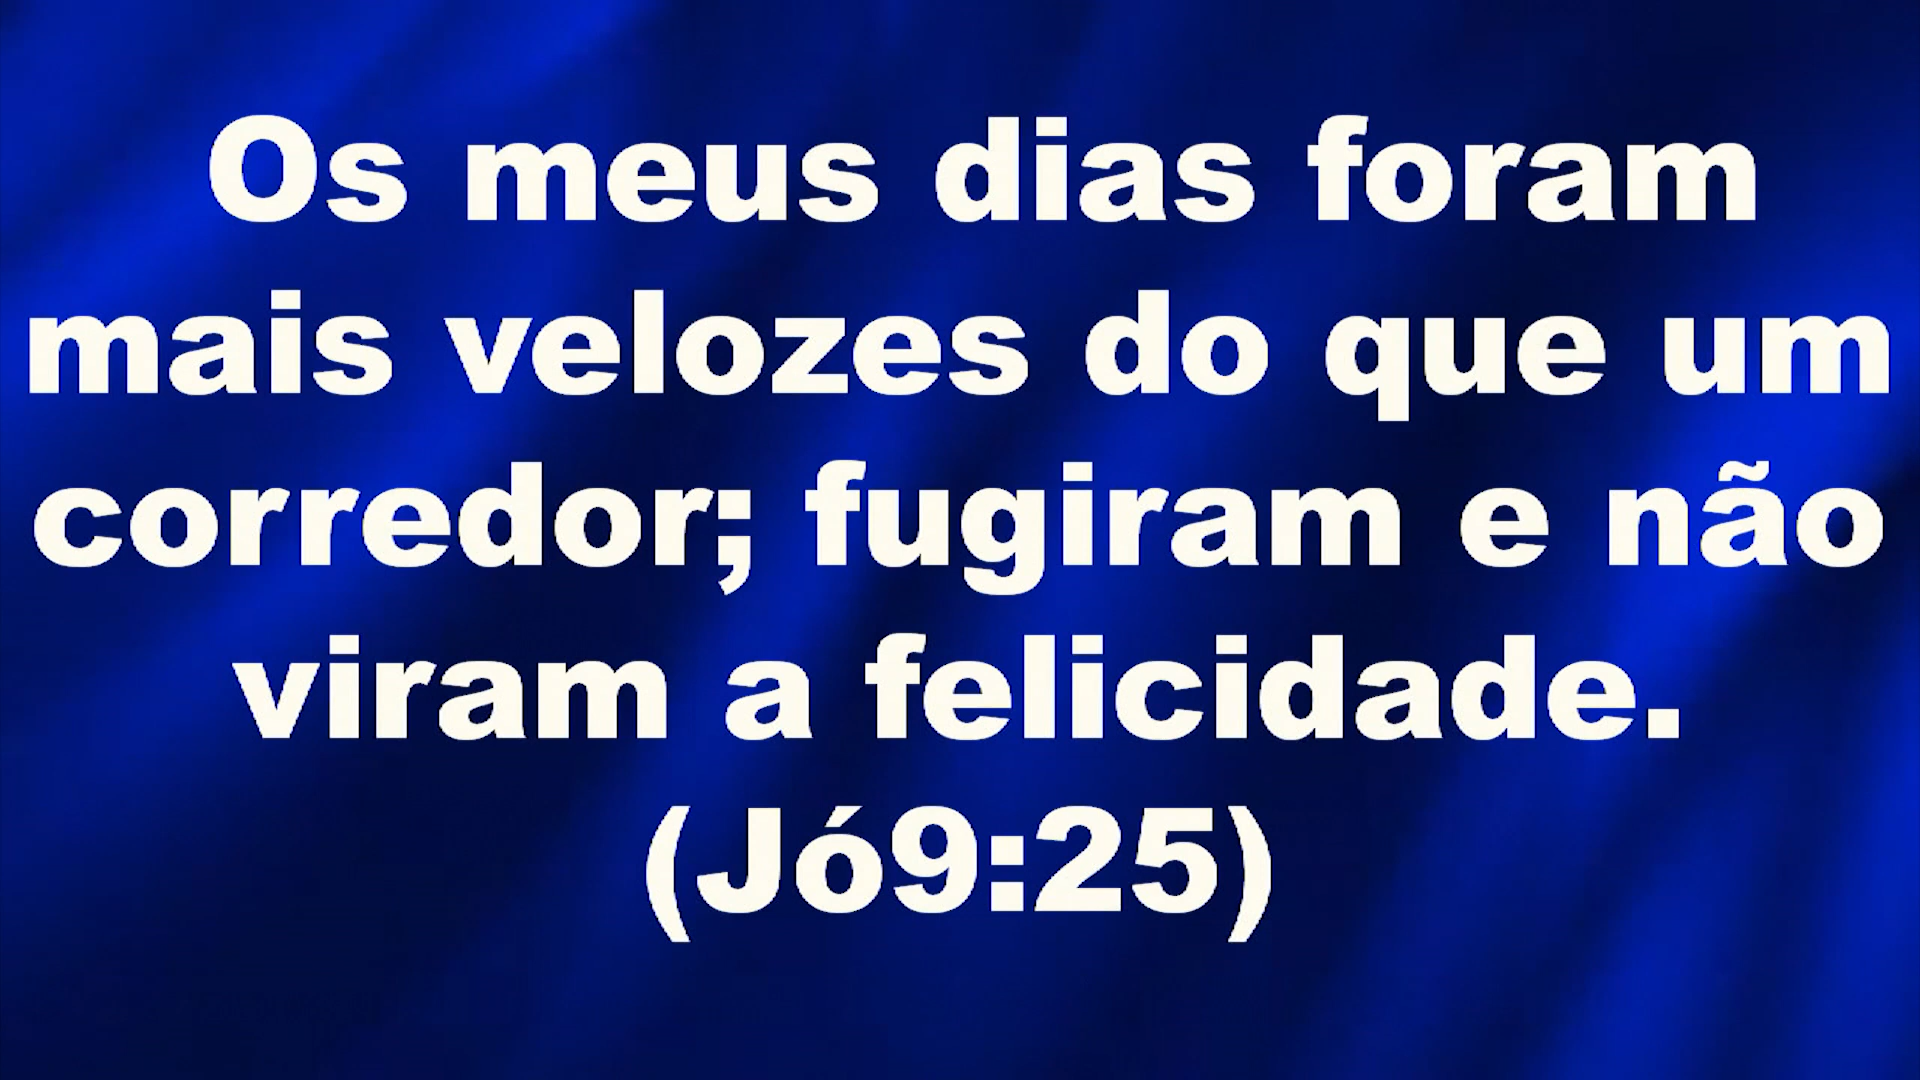 Os meus dias foram
mais velozes do que um
corredor; fugiram e não
viram a felicidade.
(Jó9:25)